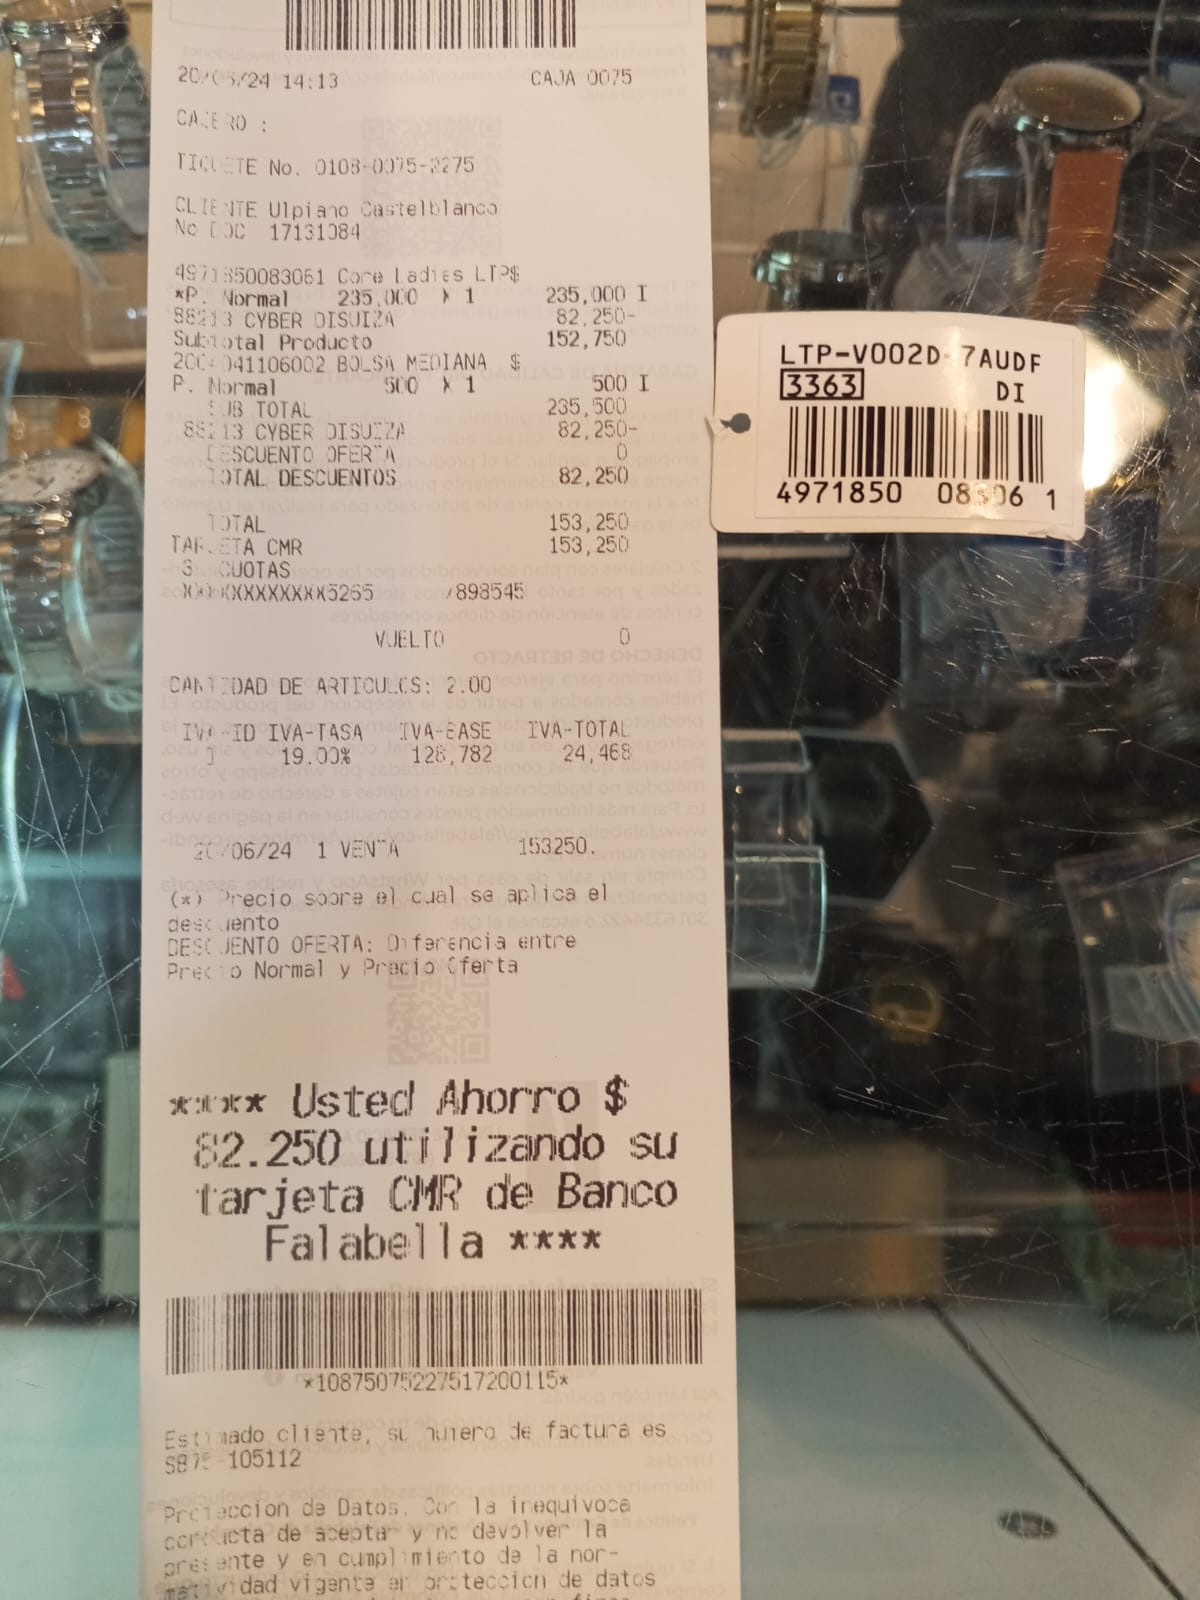 20/06/24 14:13 CAJA 0075
CAJERO :
TIQUETE No. 0108-0075-2275
CLIENTE Ulpiano Castelblanco
No DOC 17131084
4971850083061 Core Ladies LTP$
*P. Normal 235,000 X 1 235,000 I
88213 CYBER DISUIZA 82,250-
Subtotal Producto 152,750
2004041106002 BOLSA MEDIANA $
P. Normal 500 X 1 500 I
SUB TOTAL 235,500
88213 CYBER DISUIZA 82,250-
DESCUENTO OFERTA 0
TOTAL DESCUENTOS 82,250
TOTAL 153,250
TARJETA CMR 153,250
3 CUOTAS
XXXXXXXXXXXX5265 /898545
VUELTO 0
CANTIDAD DE ARTICULOS: 2.00
IVA-ID IVA-TASA IVA-BASE IVA-TOTAL
1 19.00% 128,782 24,468
20/06/24 1 VENTA 153250.
(*) Precio sobre el cual se aplica el
descuento
DESCUENTO OFERTA: Diferencia entre
Precio Normal y Precio Oferta
**** Usted Ahorro $
82.250 utilizando su
tarjeta CMR de Banco
Falabella ****
*10875075227517200115*
Estimado cliente, su numero de factura es
SB75-105112
Proteccion de Datos. Con la inequivoca
conducta de aceptar y no devolver la
presente y en cumplimiento de la nor-
matividad vigente en proteccion de datos
LTP-V002D-7AUDF
3363 DI
4971850 08306 1